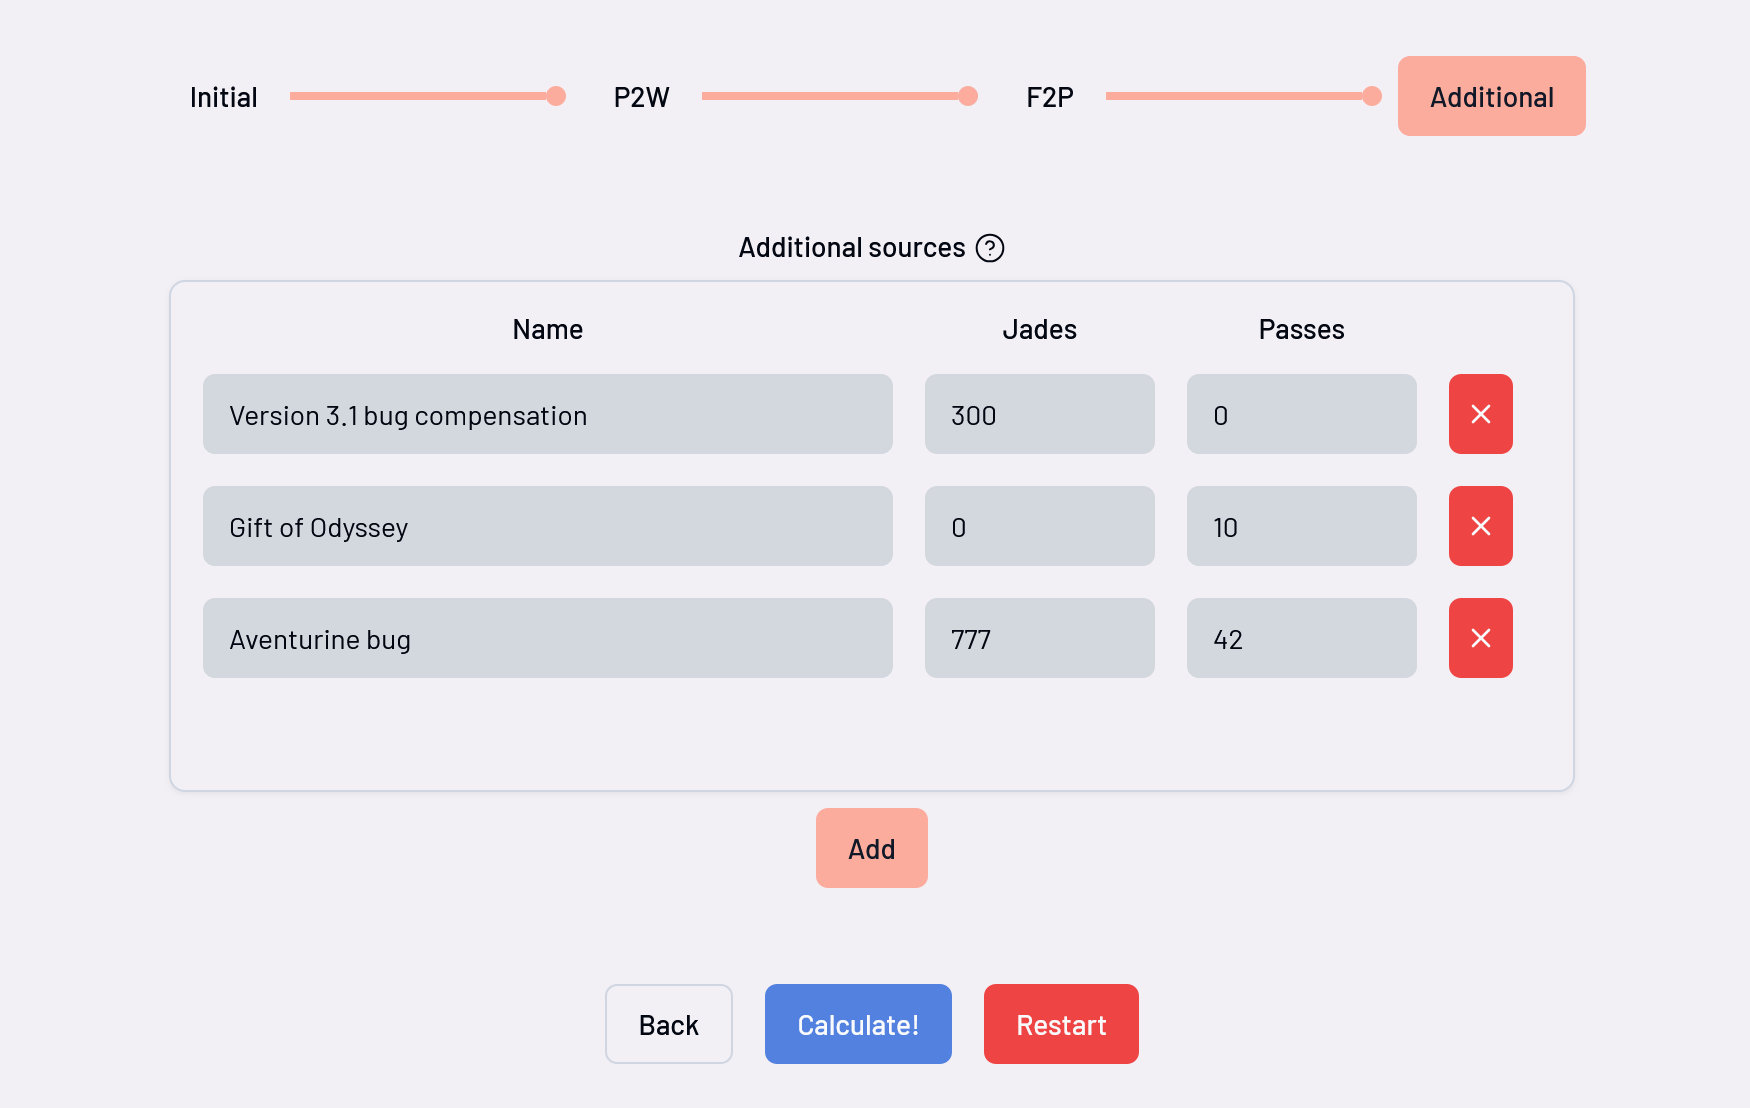 Initial P2W F2P Additional
Additional sources
Name Jades Passes
Version 3.1 bug compensation 300 0
Gift of Odyssey 0 10
Aventurine bug 777 42
Add
Back Calculate! Restart